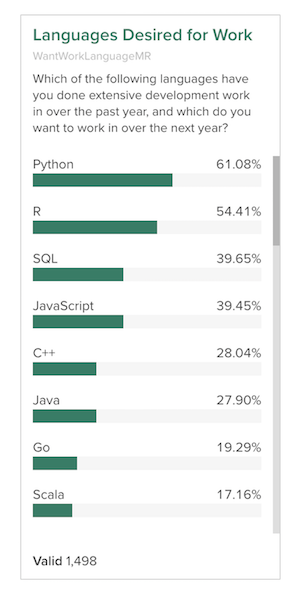 Languages Desired for Work
WantWorkLanguageMR
Which of the following languages have
you done extensive development work
in over the past year, and which do you
want to work in over the next year?
Python 61.08%
R 54.41%
SQL 39.65%
JavaScript 39.45%
C++ 28.04%
Java 27.90%
Go 19.29%
Scala 17.16%
Valid 1,498